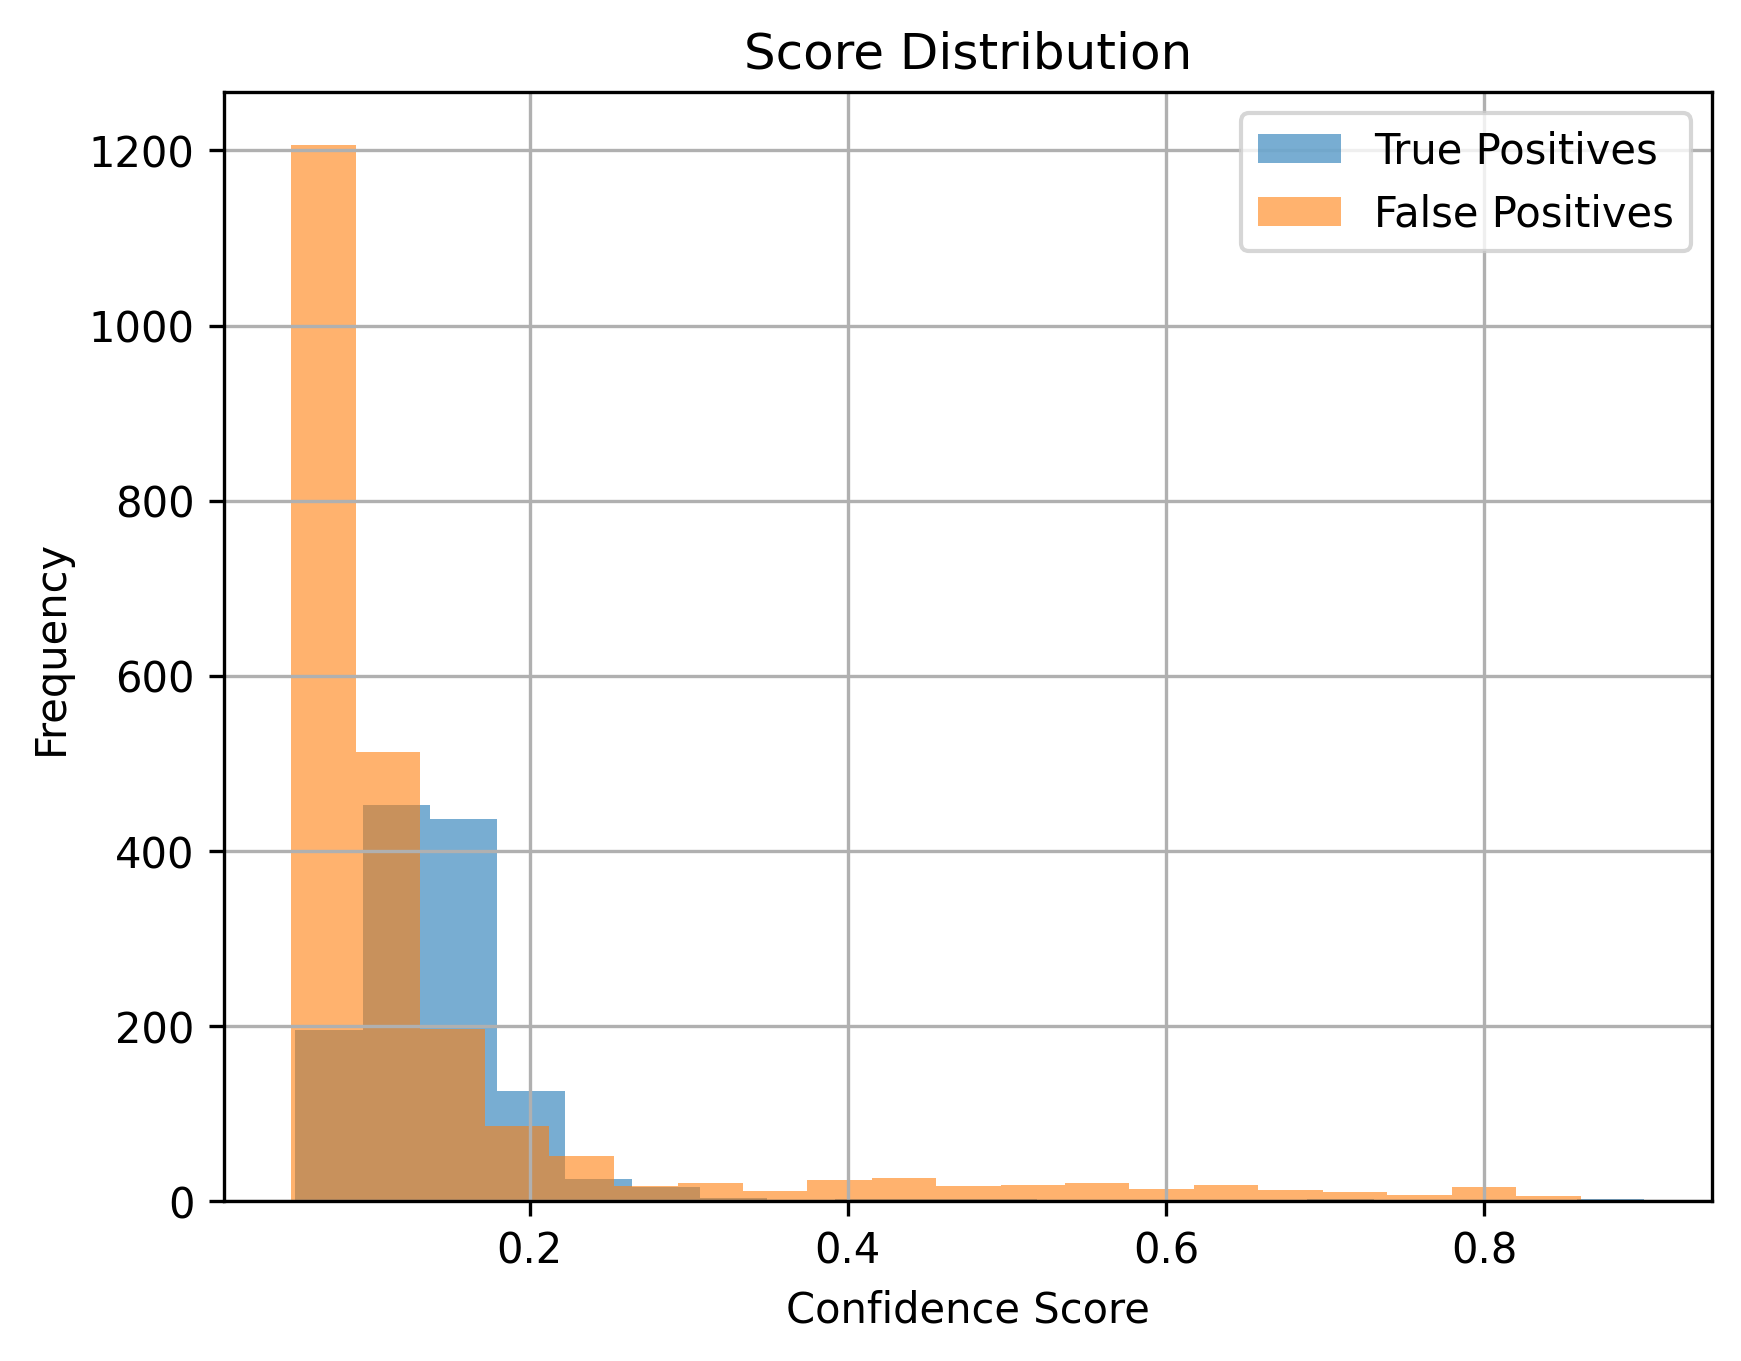 Score Distribution
True Positives
False Positives
1200
1000
800
600
400
200
0
Frequency
0.2 0.4 0.6 0.8
Confidence Score